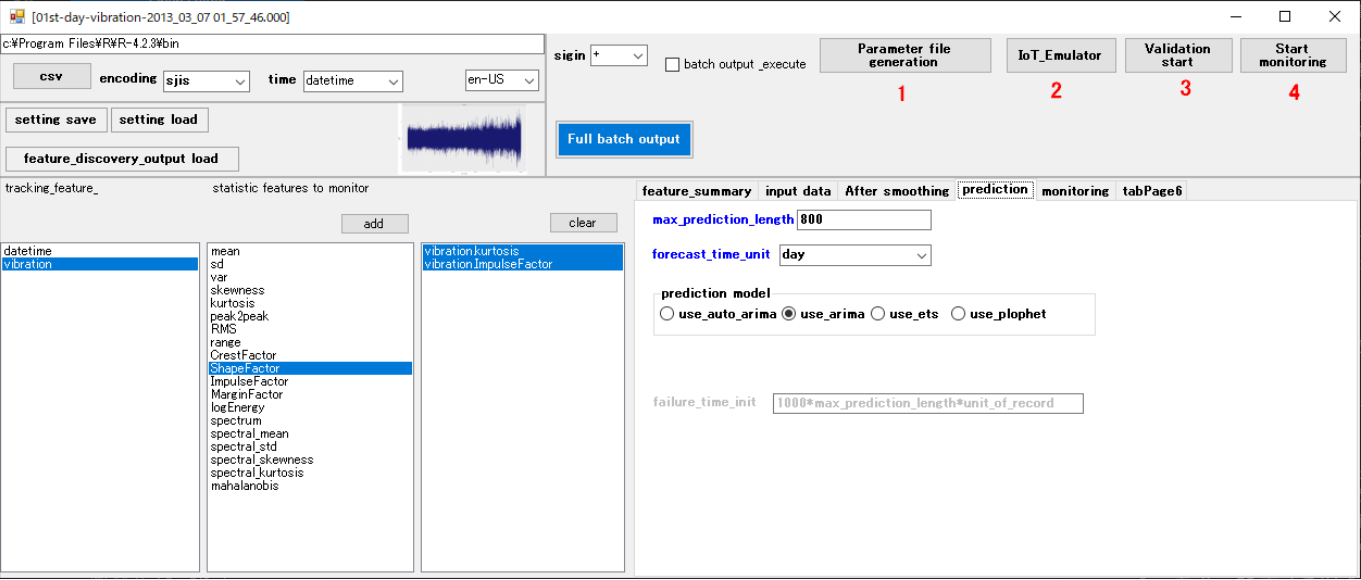 [01st-day-vibration-2013_03_07 01_57_46.000]
c:¥Program Files¥R¥R-4.2.3¥bin
csv
encoding
sjis
time
datetime
en-US
sigin
+
batch output _execute
Parameter file
generation
IoT_Emulator
Validation
start
Start
monitoring
1
2
3
4
setting save
setting load
feature_discovery_output load
Full batch output
tracking_feature_
statistic features to monitor
add
clear
datetime
vibration
mean
sd
var
skewness
kurtosis
peak2peak
RMS
range
CrestFactor
ShapeFactor
ImpulseFactor
MarginFactor
logEnergy
spectrum
spectral_mean
spectral_std
spectral_skewness
spectral_kurtosis
mahalanobis
vibration.kurtosis
vibration.ImpulseFactor
feature_summary
input data
After smoothing
prediction
monitoring
tabPage6
max_prediction_length
800
forecast_time_unit
day
prediction model
use_auto_arima
use_arima
use_ets
use_plophet
failure_time_init
1000*max_prediction_length*unit_of_record